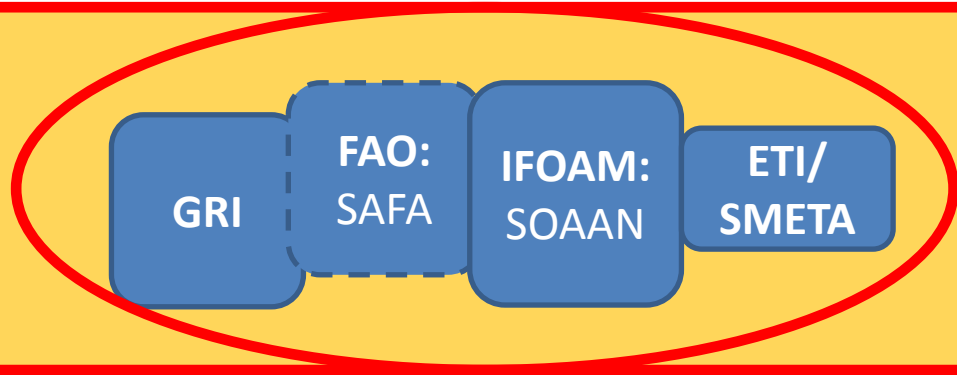 GRI
FAO:
SAFA
IFOAM:
SOAAN
ETI/
SMETA